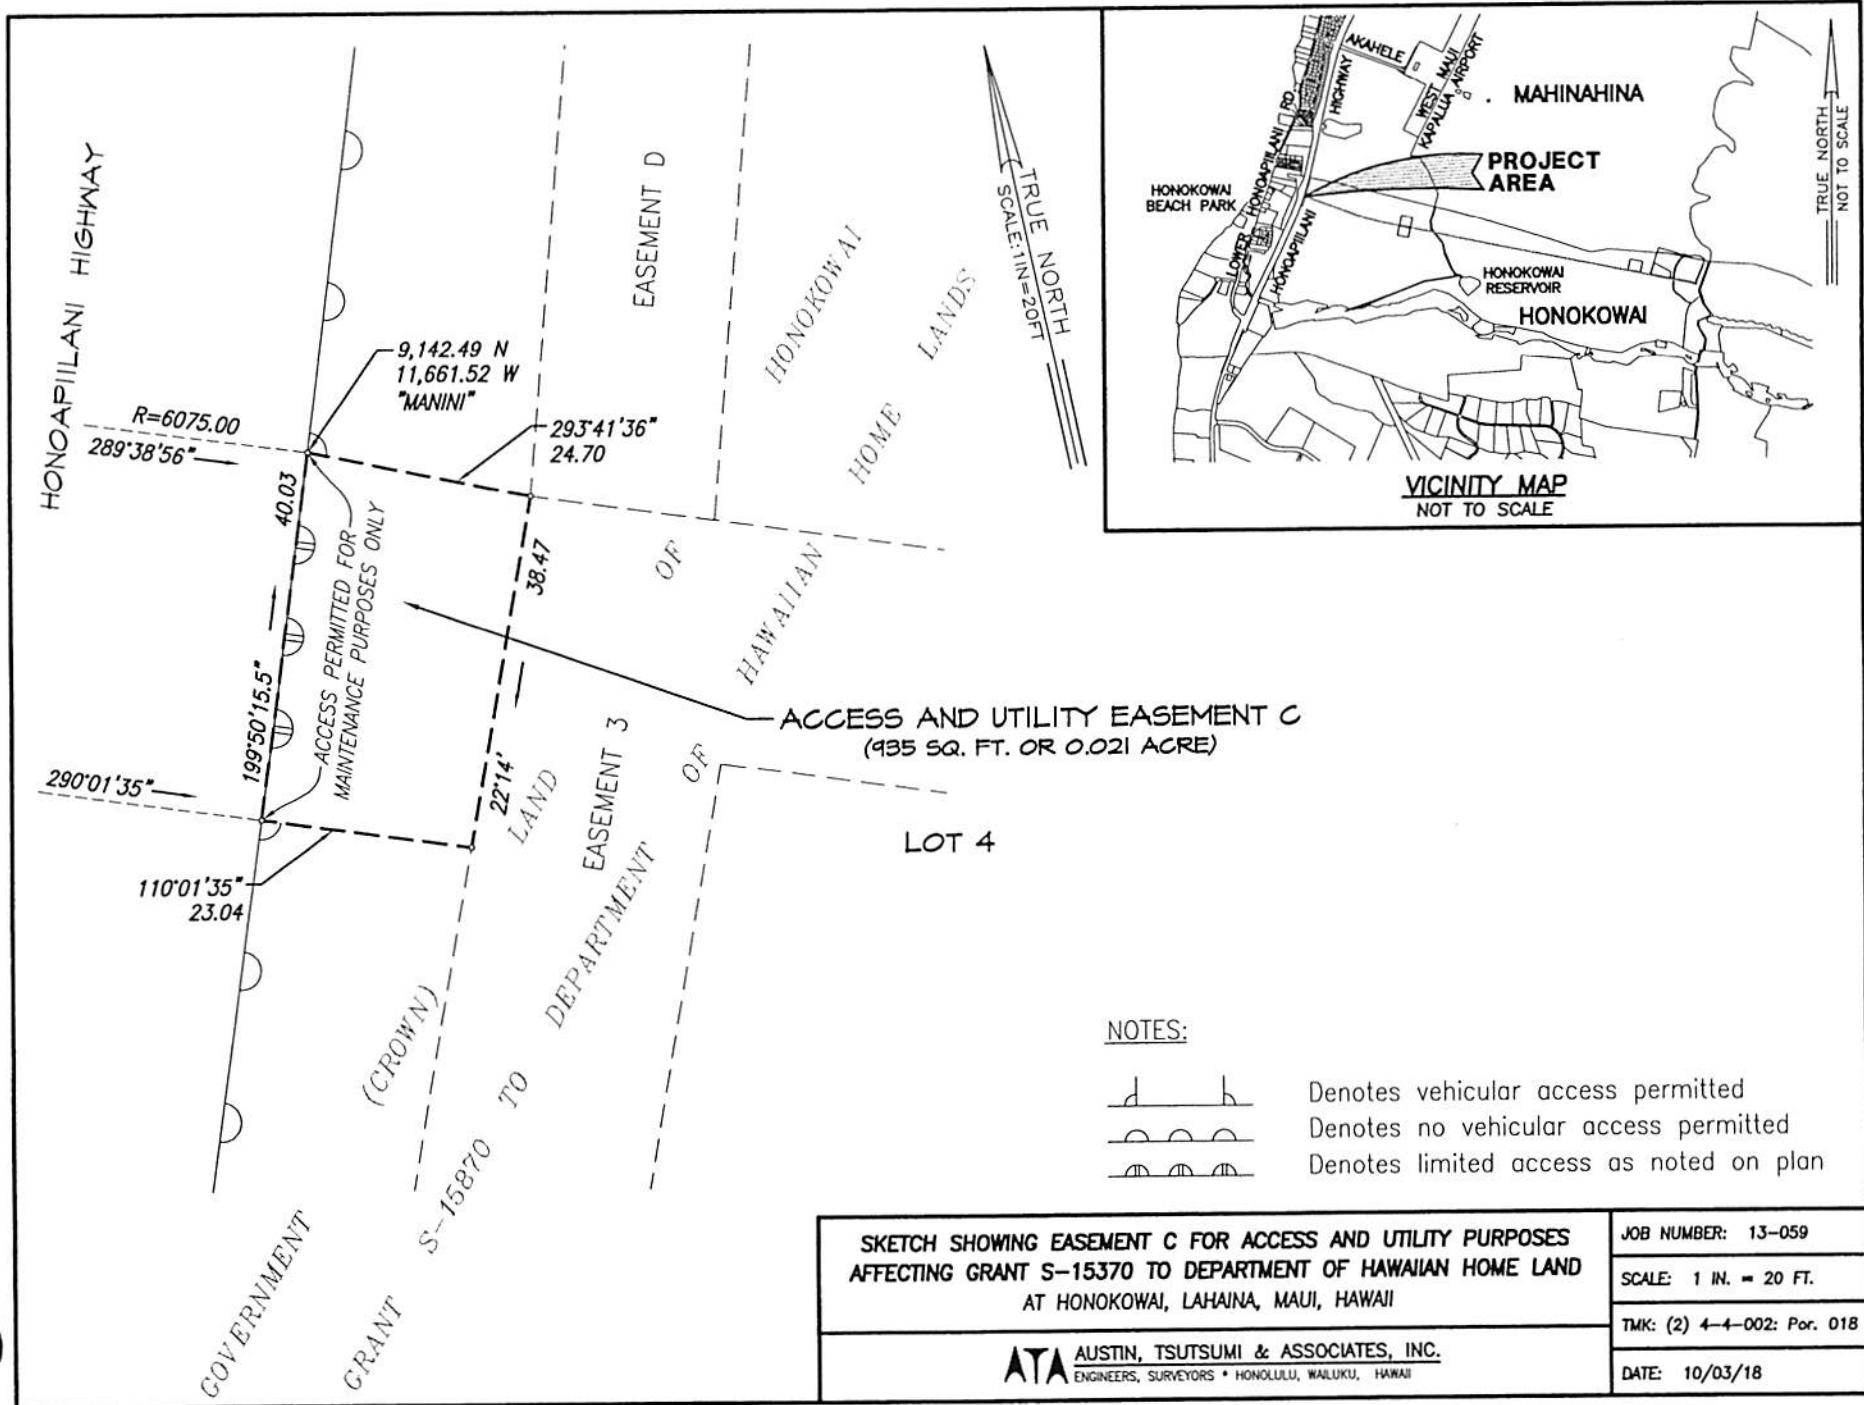 HONOAPIILANI HIGHWAY
R=6075.00
289°38'56"
9,142.49 N
11,661.52 W
"MANINI"
293°41'36"
24.70
40.03
199°50'15.5"
ACCESS PERMITTED FOR
MAINTENANCE PURPOSES ONLY
38.47
22°14'
290°01'35"
110°01'35"
23.04
EASEMENT D
EASEMENT 3
HONOKOWAI
LANDS
HOME
OF
HAWAIIAN
OF
LAND
DEPARTMENT
(CROWN)
TO
S-15870
GOVERNMENT
GRANT
TRUE NORTH
SCALE:1IN=20FT
ACCESS AND UTILITY EASEMENT C
(935 SQ. FT. OR 0.021 ACRE)
LOT 4
AKAHELE
HIGHWAY
WEST MAUI
KAPALUA AIRPORT
MAHINAHINA
PROJECT
AREA
HONOKOWAI
BEACH PARK
LOWER HONOAPIILANI RD
HONOAPIILANI
HONOKOWAI
RESERVOIR
HONOKOWAI
TRUE NORTH
NOT TO SCALE
VICINITY MAP
NOT TO SCALE
NOTES:
Denotes vehicular access permitted
Denotes no vehicular access permitted
Denotes limited access as noted on plan
SKETCH SHOWING EASEMENT C FOR ACCESS AND UTILITY PURPOSES
AFFECTING GRANT S-15370 TO DEPARTMENT OF HAWAIIAN HOME LAND
AT HONOKOWAI, LAHAINA, MAUI, HAWAII
ATA AUSTIN, TSUTSUMI & ASSOCIATES, INC.
ENGINEERS, SURVEYORS • HONOLULU, WAILUKU, HAWAII
JOB NUMBER: 13-059
SCALE: 1 IN. = 20 FT.
TMK: (2) 4-4-002: Por. 018
DATE: 10/03/18